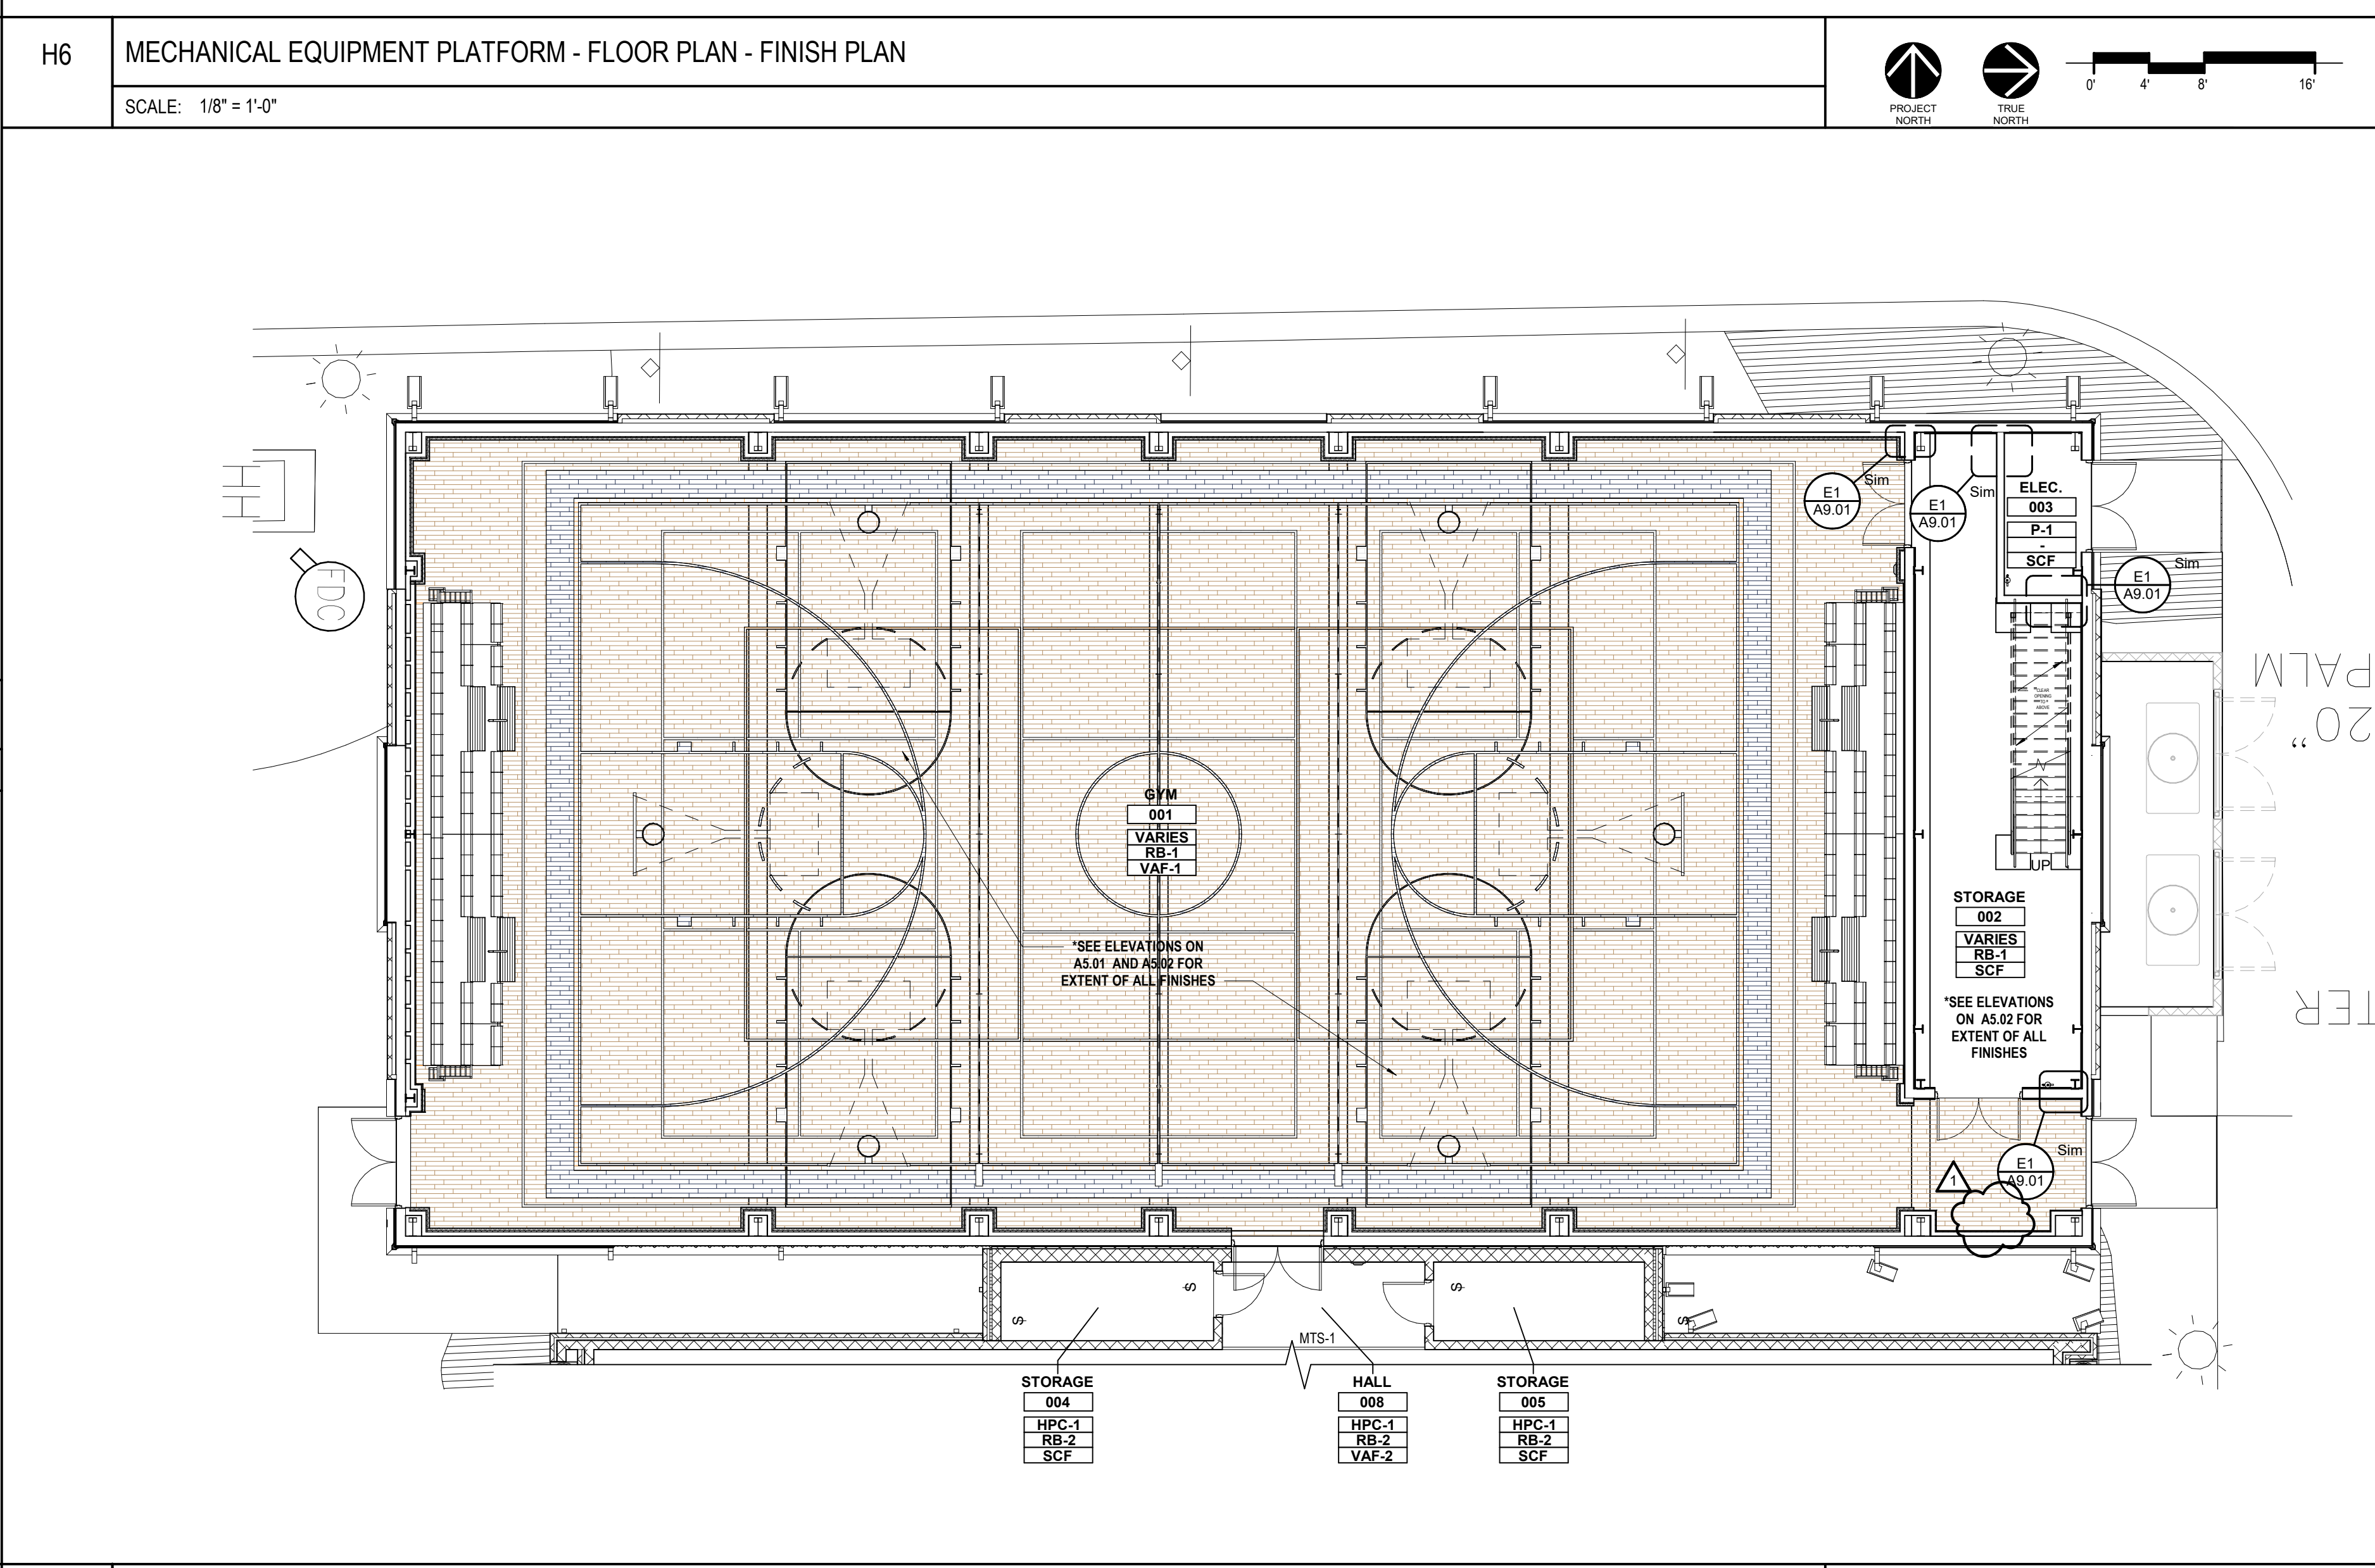 H6
MECHANICAL EQUIPMENT PLATFORM - FLOOR PLAN - FINISH PLAN
SCALE: 1/8" = 1'-0"
PROJECT
NORTH
TRUE
NORTH
0' 4' 8' 16'
E1
A9.01
Sim
E1
A9.01
Sim
ELEC.
003
P-1
-
SCF
E1
A9.01
Sim
FDC
PALM
20"
TER
CLEAR
OPENING
ABOVE
UP
GYM
001
VARIES
RB-1
VAF-1
*SEE ELEVATIONS ON
A5.01 AND A5.02 FOR
EXTENT OF ALL FINISHES
STORAGE
002
VARIES
RB-1
SCF
*SEE ELEVATIONS
ON A5.02 FOR
EXTENT OF ALL
FINISHES
E1
A9.01
Sim
1
S
S
S
S
MTS-1
STORAGE
004
HPC-1
RB-2
SCF
HALL
008
HPC-1
RB-2
VAF-2
STORAGE
005
HPC-1
RB-2
SCF